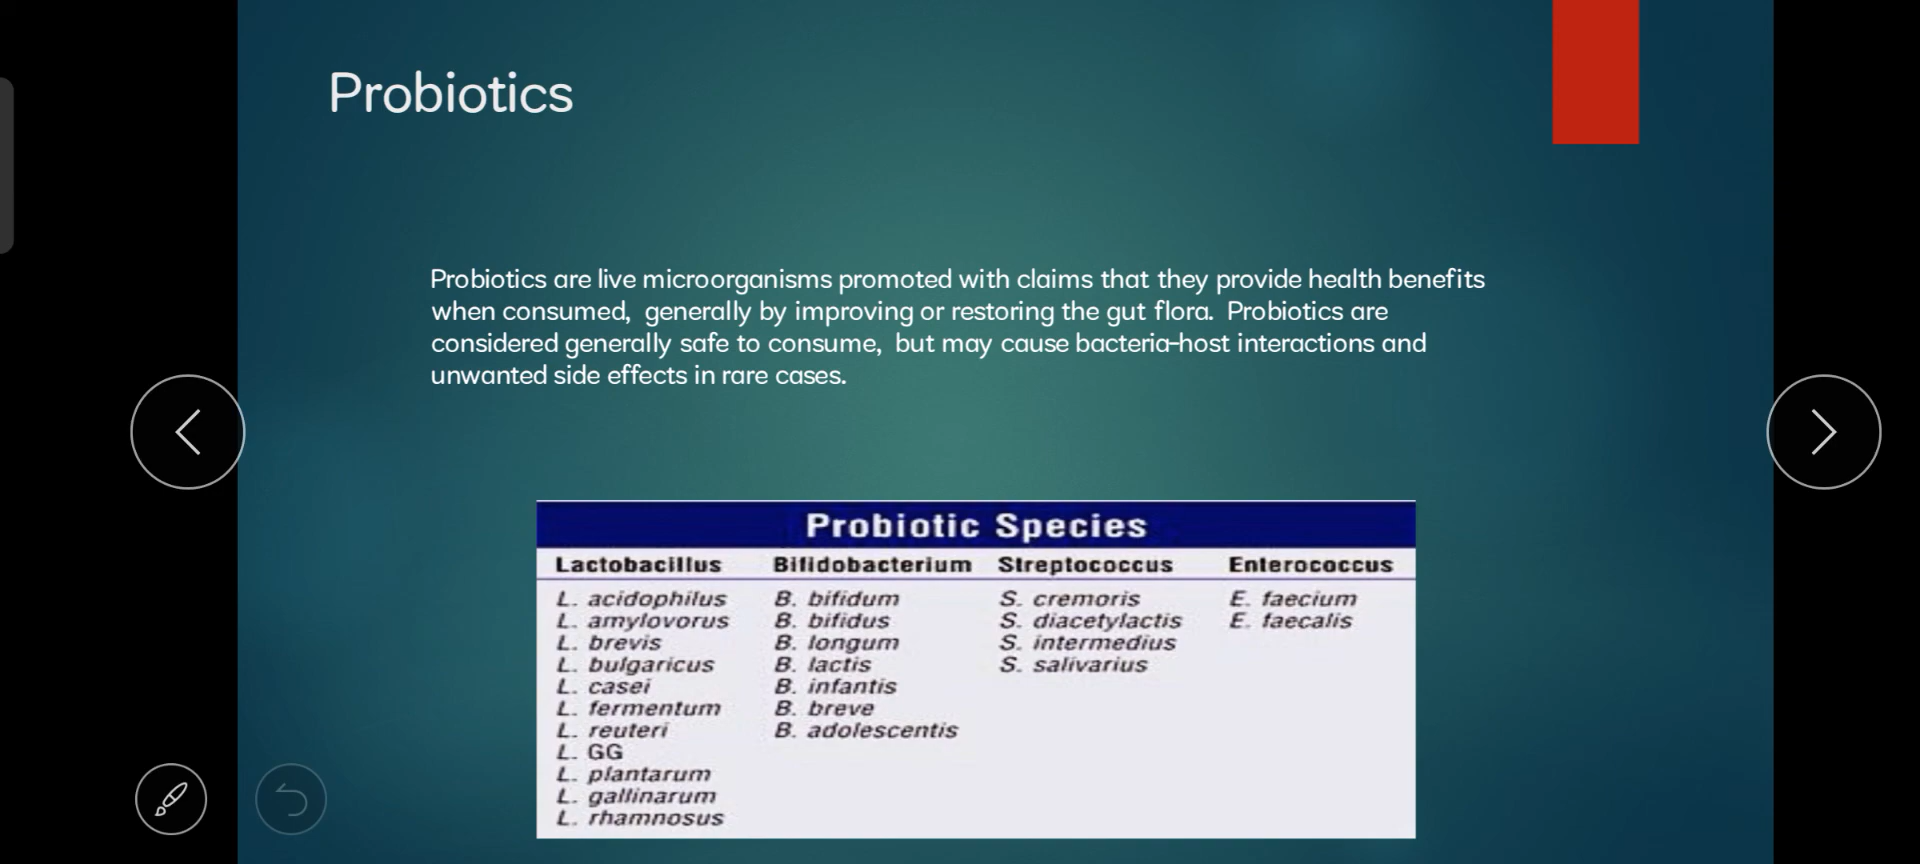 Probiotics
Probiotics are live microorganisms promoted with claims that they provide health benefits
when consumed, generally by improving or restoring the gut flora. Probiotics are
considered generally safe to consume, but may cause bacteria-host interactions and
unwanted side effects in rare cases.
Probiotic Species
Lactobacillus Bifidobacterium Streptococcus Enterococcus
L. acidophilus B. bifidum S. cremoris E. faecium
L. amylovorus B. bifidus S. diacetylactis E. faecalis
L. brevis B. longum S. intermedius
L. bulgaricus B. lactis S. salivarius
L. casei B. infantis
L. fermentum B. breve
L. reuteri B. adolescentis
L. GG
L. plantarum
L. gallinarum
L. rhamnosus